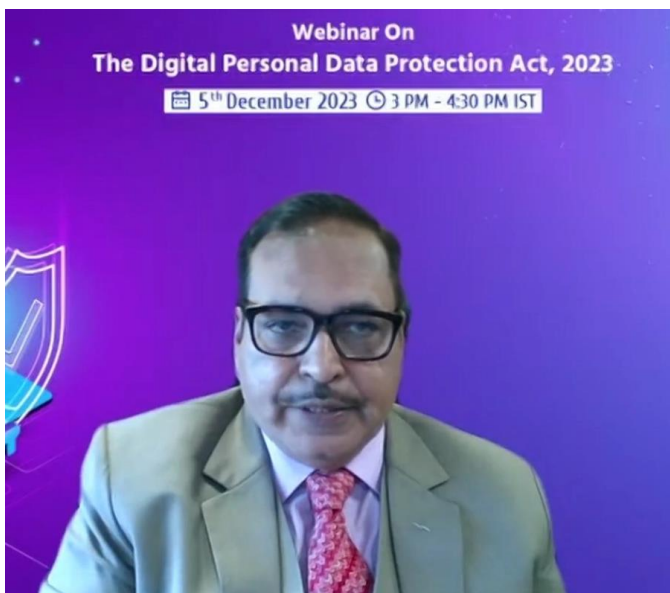 Webinar On
The Digital Personal Data Protection Act, 2023
5th December 2023 3 PM - 4:30 PM IST